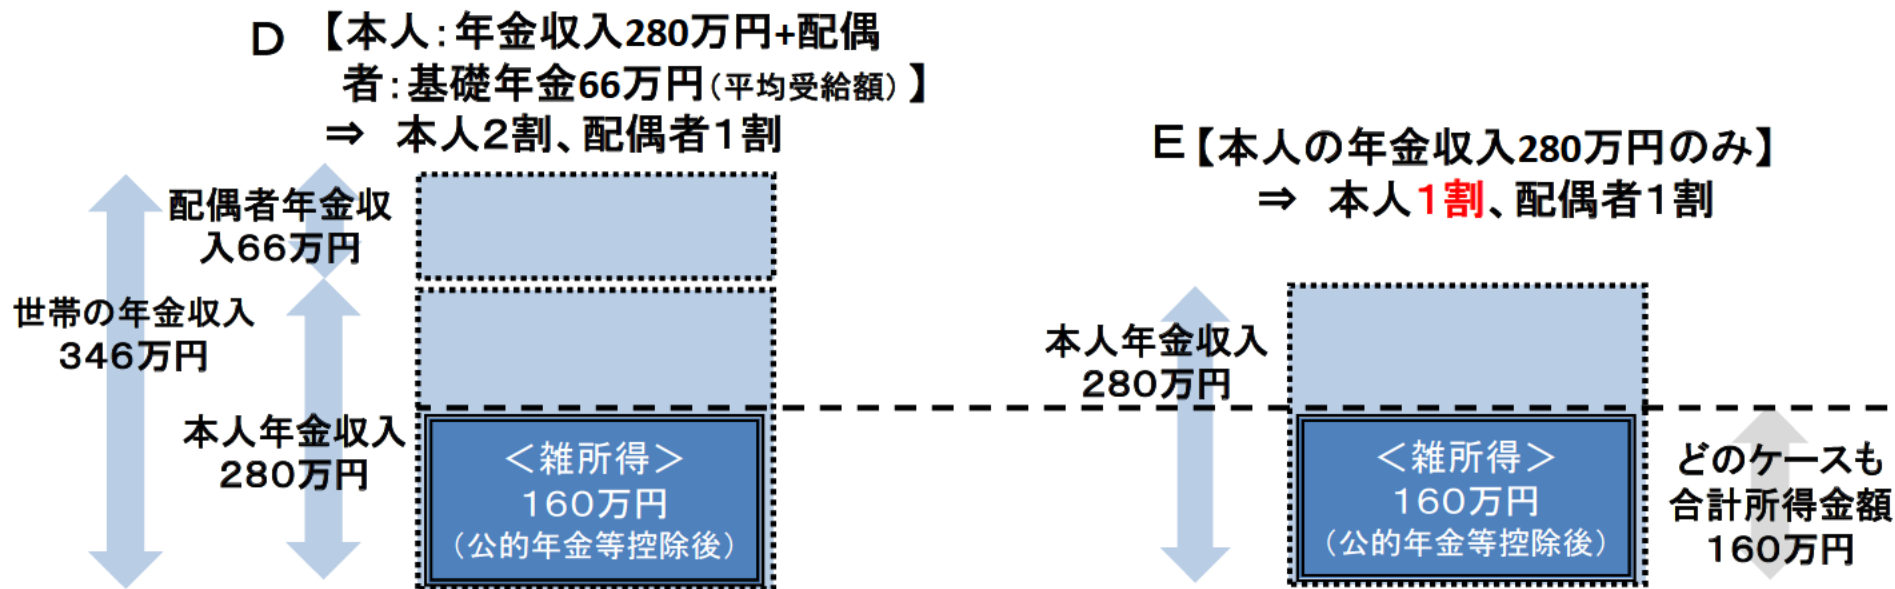 D 【本人：年金収入280万円+配偶
者：基礎年金66万円（平均受給額）】
⇒ 本人２割、配偶者１割
配偶者年金収
入６６万円
世帯の年金収入
３４６万円
本人年金収入
２８０万円
＜雑所得＞
１６０万円
（公的年金等控除後）
E【本人の年金収入280万円のみ】
⇒ 本人１割、配偶者１割
本人年金収入
２８０万円
＜雑所得＞
１６０万円
（公的年金等控除後）
どのケースも
合計所得金額
１６０万円